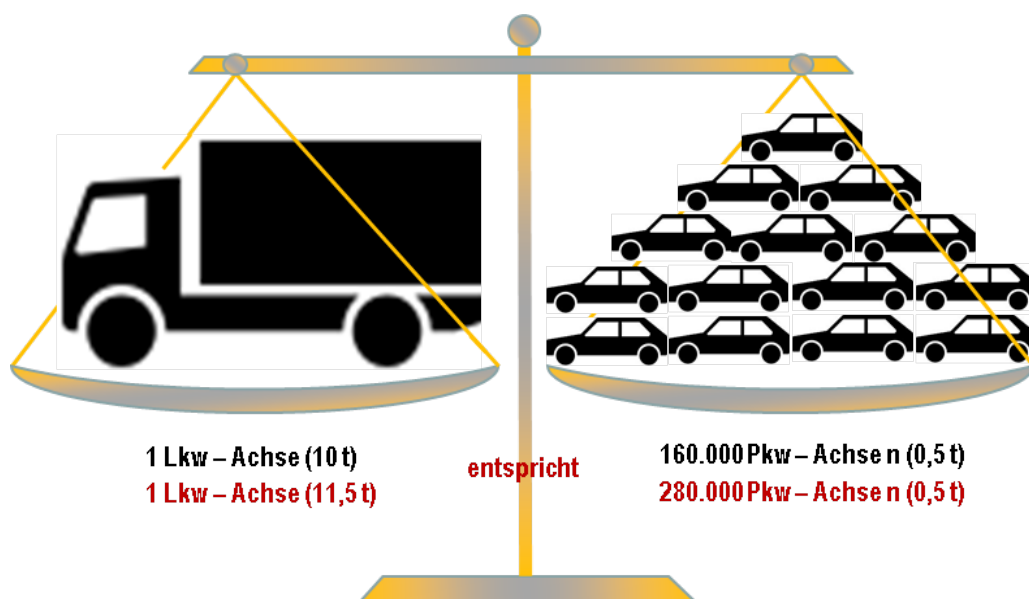 1 Lkw – Achse (10 t)
1 Lkw – Achse (11,5 t)
entspricht
160.000 Pkw – Achsen (0,5 t)
280.000 Pkw – Achsen (0,5 t)